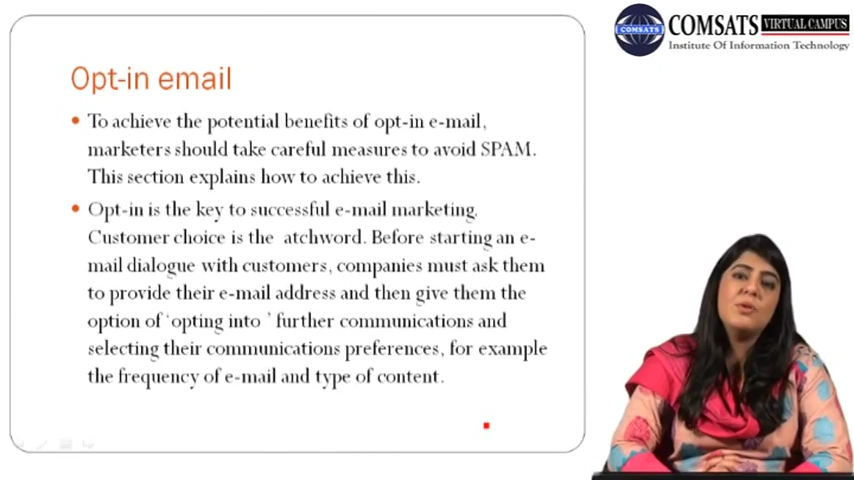 COMSATS
COMSATS VIRTUAL CAMPUS
Institute Of Information Technology
Opt-in email
• To achieve the potential benefits of opt-in e-mail,
marketers should take careful measures to avoid SPAM.
This section explains how to achieve this.
• Opt-in is the key to successful e-mail marketing.
Customer choice is the atchword. Before starting an e-
mail dialogue with customers, companies must ask them
to provide their e-mail address and then give them the
option of ‘opting into ’ further communications and
selecting their communications preferences, for example
the frequency of e-mail and type of content.